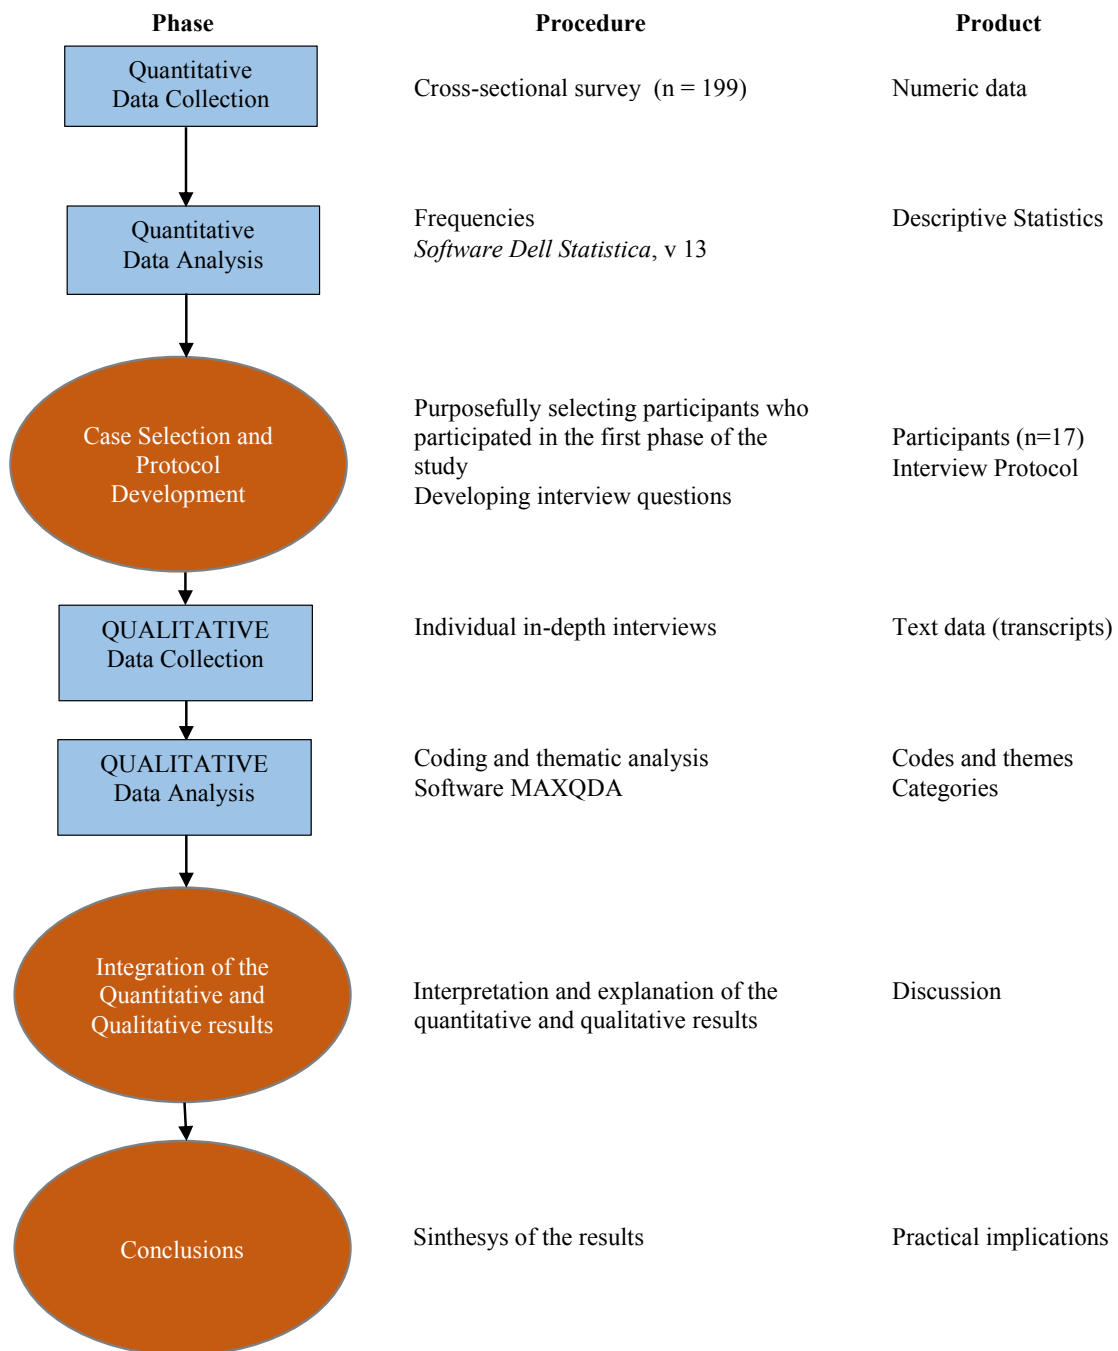 Phase
Procedure
Product
Quantitative
Data Collection
Cross-sectional survey (n = 199)
Numeric data
Quantitative
Data Analysis
Frequencies
Software Dell Statistica, v 13
Descriptive Statistics
Case Selection and
Protocol
Development
Purposefully selecting participants who
participated in the first phase of the
study
Developing interview questions
Participants (n=17)
Interview Protocol
QUALITATIVE
Data Collection
Individual in-depth interviews
Text data (transcripts)
QUALITATIVE
Data Analysis
Coding and thematic analysis
Software MAXQDA
Codes and themes
Categories
Integration of the
Quantitative and
Qualitative results
Interpretation and explanation of the
quantitative and qualitative results
Discussion
Conclusions
Sinthesys of the results
Practical implications